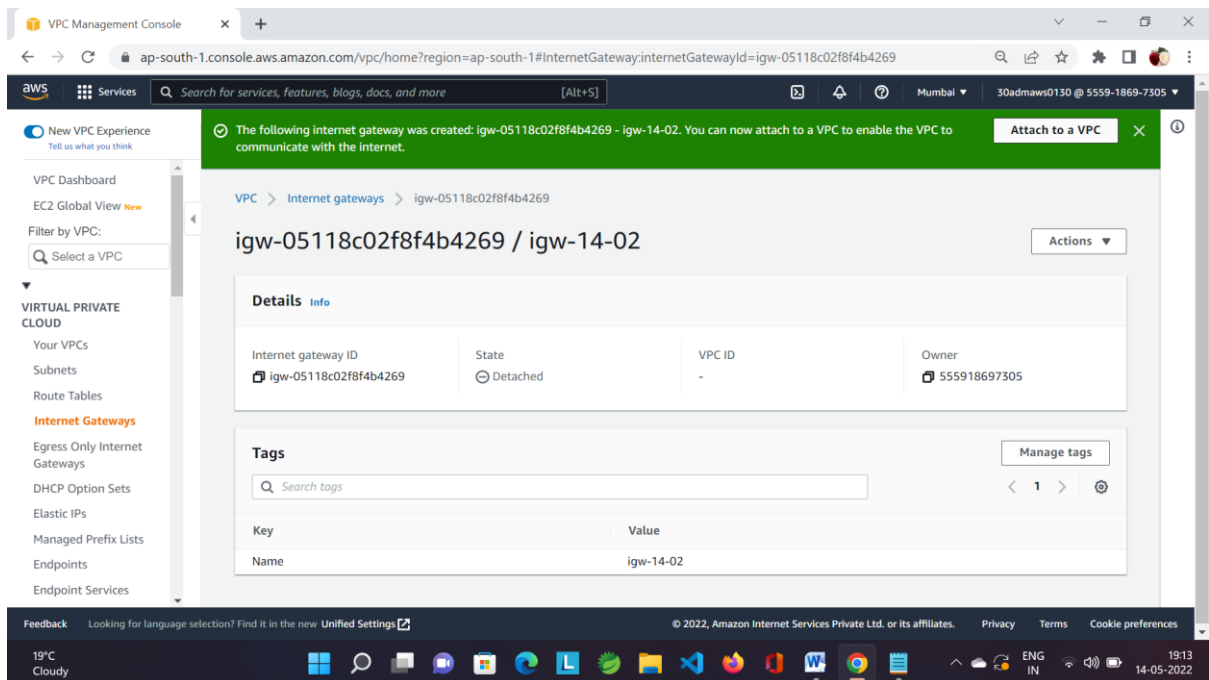 VPC Management Console
ap-south-1.console.aws.amazon.com/vpc/home?region=ap-south-1#InternetGateway:internetGatewayId=igw-05118c02f8f4b4269
aws Services Search for services, features, blogs, docs, and more [Alt+S] Mumbai 30admaws0130 @ 5559-1869-7305
New VPC Experience
Tell us what you think
VPC Dashboard
EC2 Global View New
Filter by VPC:
Select a VPC
VIRTUAL PRIVATE
CLOUD
Your VPCs
Subnets
Route Tables
Internet Gateways
Egress Only Internet
Gateways
DHCP Option Sets
Elastic IPs
Managed Prefix Lists
Endpoints
Endpoint Services
The following internet gateway was created: igw-05118c02f8f4b4269 - igw-14-02. You can now attach to a VPC to enable the VPC to
communicate with the internet.
Attach to a VPC
VPC > Internet gateways > igw-05118c02f8f4b4269
igw-05118c02f8f4b4269 / igw-14-02
Actions
Details Info
Internet gateway ID State VPC ID Owner
igw-05118c02f8f4b4269 Detached - 555918697305
Tags
Manage tags
Search tags
1
Key Value
Name igw-14-02
Feedback Looking for language selection? Find it in the new Unified Settings © 2022, Amazon Internet Services Private Ltd. or its affiliates. Privacy Terms Cookie preferences
19°C
Cloudy
L
W
ENG
IN
19:13
14-05-2022